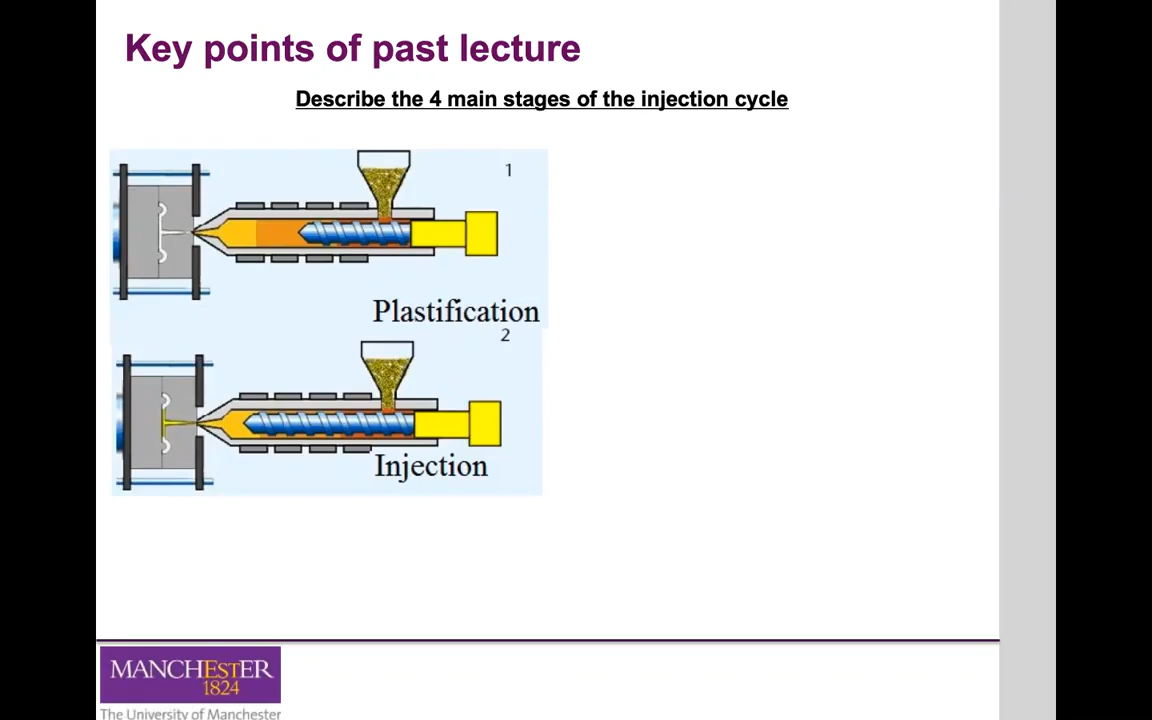 Key points of past lecture
Describe the 4 main stages of the injection cycle
1
Plastification
2
Injection
MANCHESTER
1824
The University of Manchester